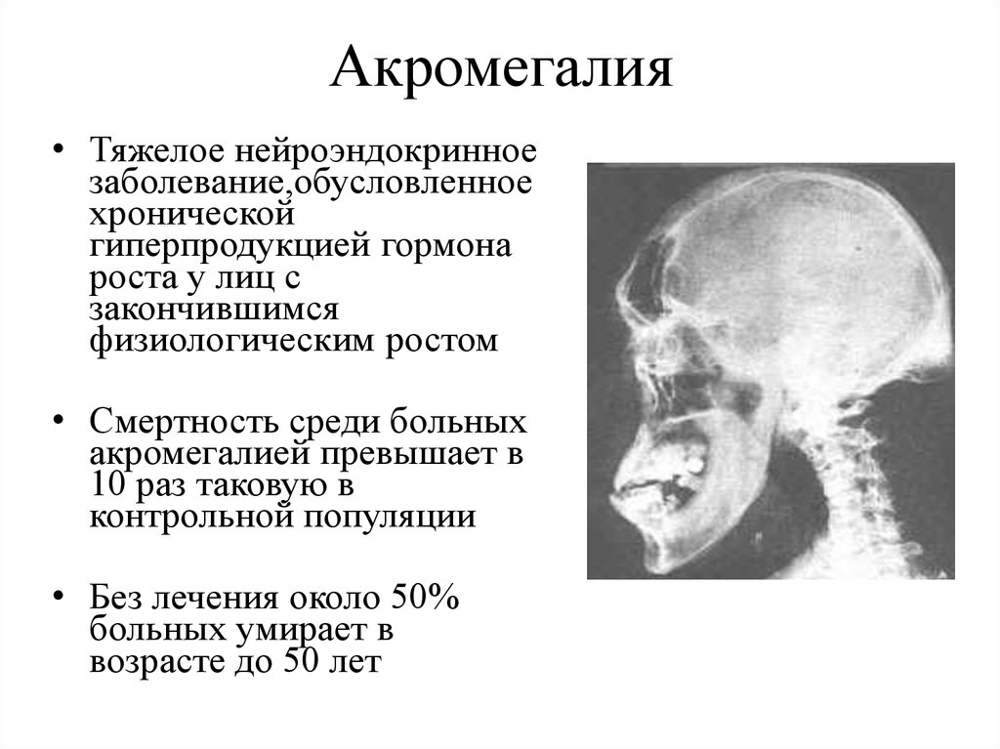 Акромегалия
• Тяжелое нейроэндокринное
заболевание,обусловленное
хронической
гиперпродукцией гормона
роста у лиц с
закончившимся
физиологическим ростом
• Смертность среди больных
акромегалией превышает в
10 раз таковую в
контрольной популяции
• Без лечения около 50%
больных умирает в
возрасте до 50 лет